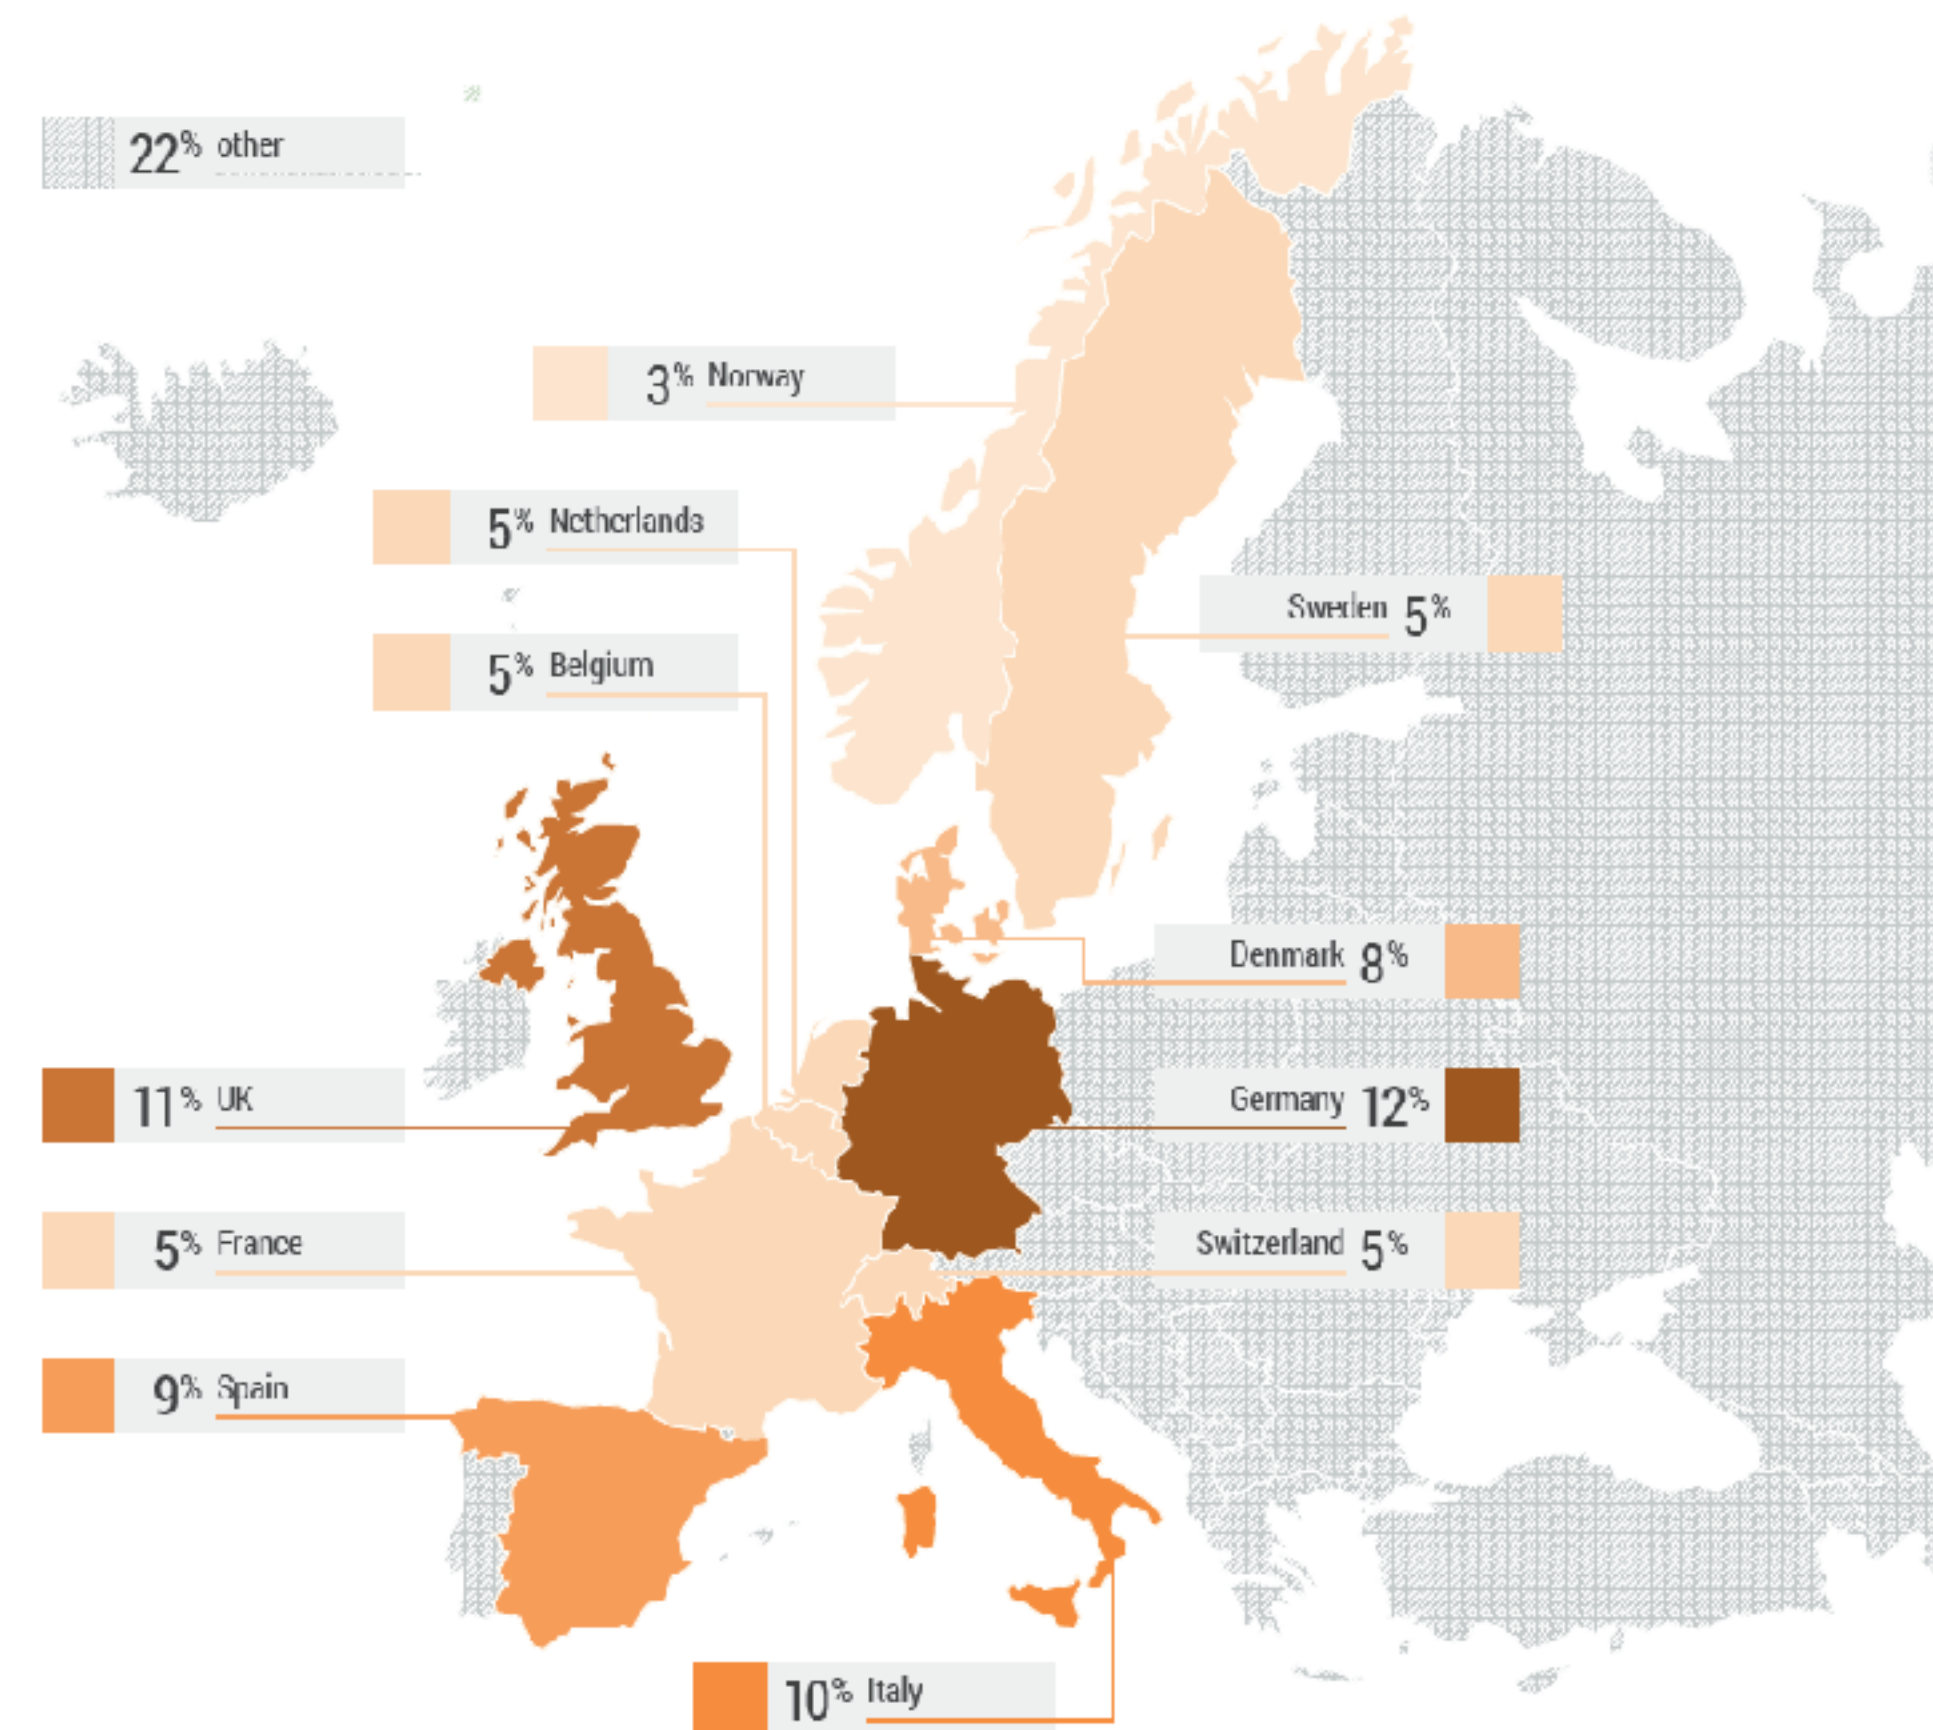 22% other
3% Norway
5% Netherlands
Sweden 5%
5% Belgium
Denmark 8%
11% UK
Germany 12%
5% France
Switzerland 5%
9% Spain
10% Italy